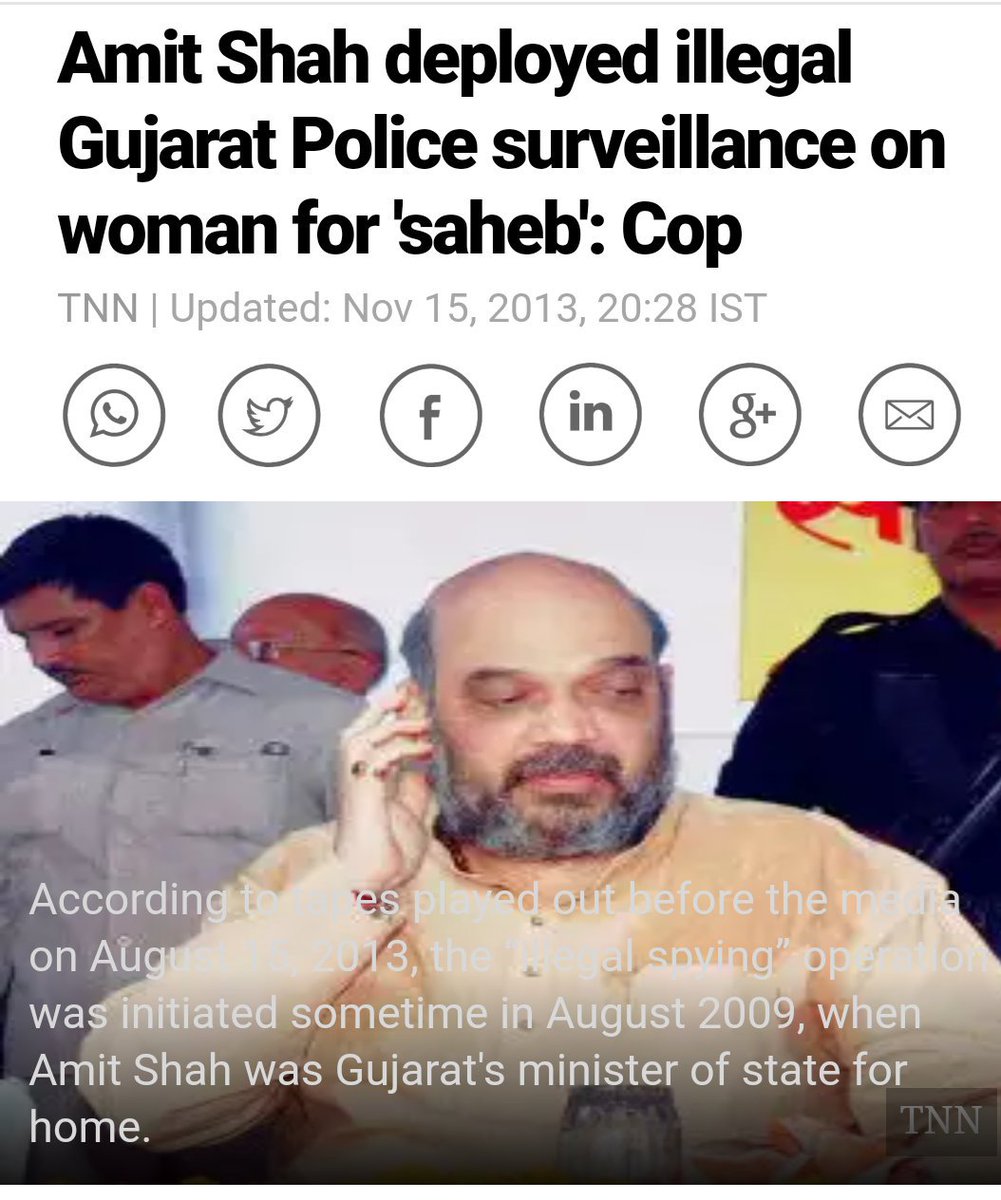 Amit Shah deployed illegal
Gujarat Police surveillance on
woman for 'saheb': Cop
TNN | Updated: Nov 15, 2013, 20:28 IST
f
in
g+
According to tapes played out before the media
on August 15, 2013, the "illegal spying" operation
was initiated sometime in August 2009, when
Amit Shah was Gujarat's minister of state for
home.
TNN